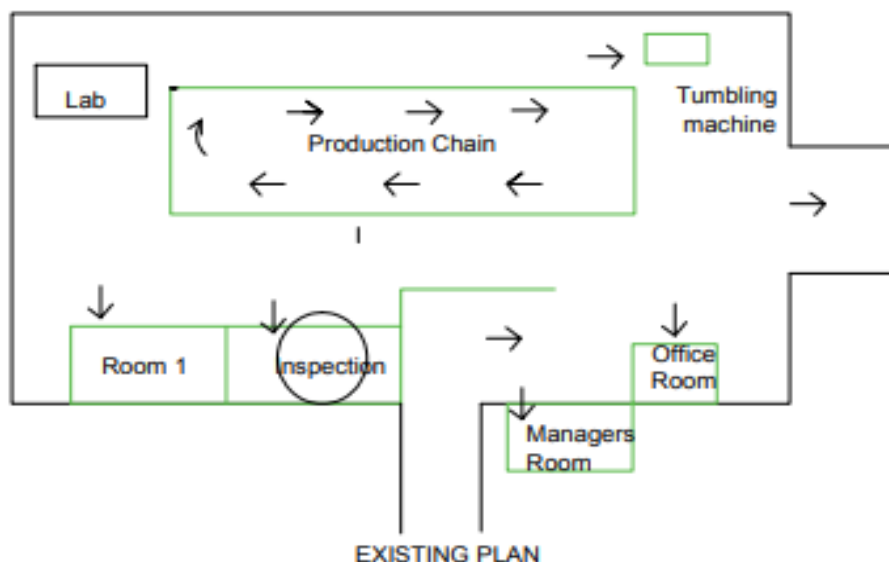 Lab
Tumbling
machine
Production Chain
Room 1
Inspection
Office
Room
Managers
Room
EXISTING PLAN